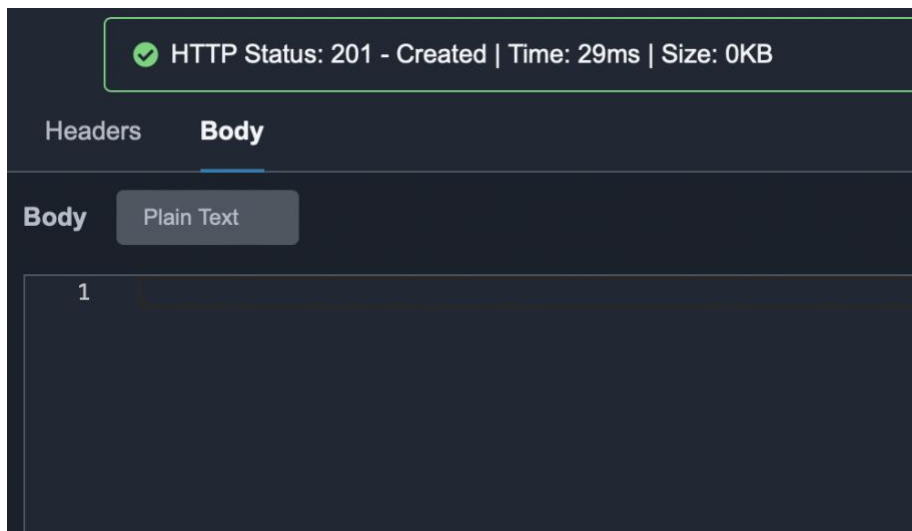 HTTP Status: 201 - Created | Time: 29ms | Size: 0KB
Headers Body
Body Plain Text
1